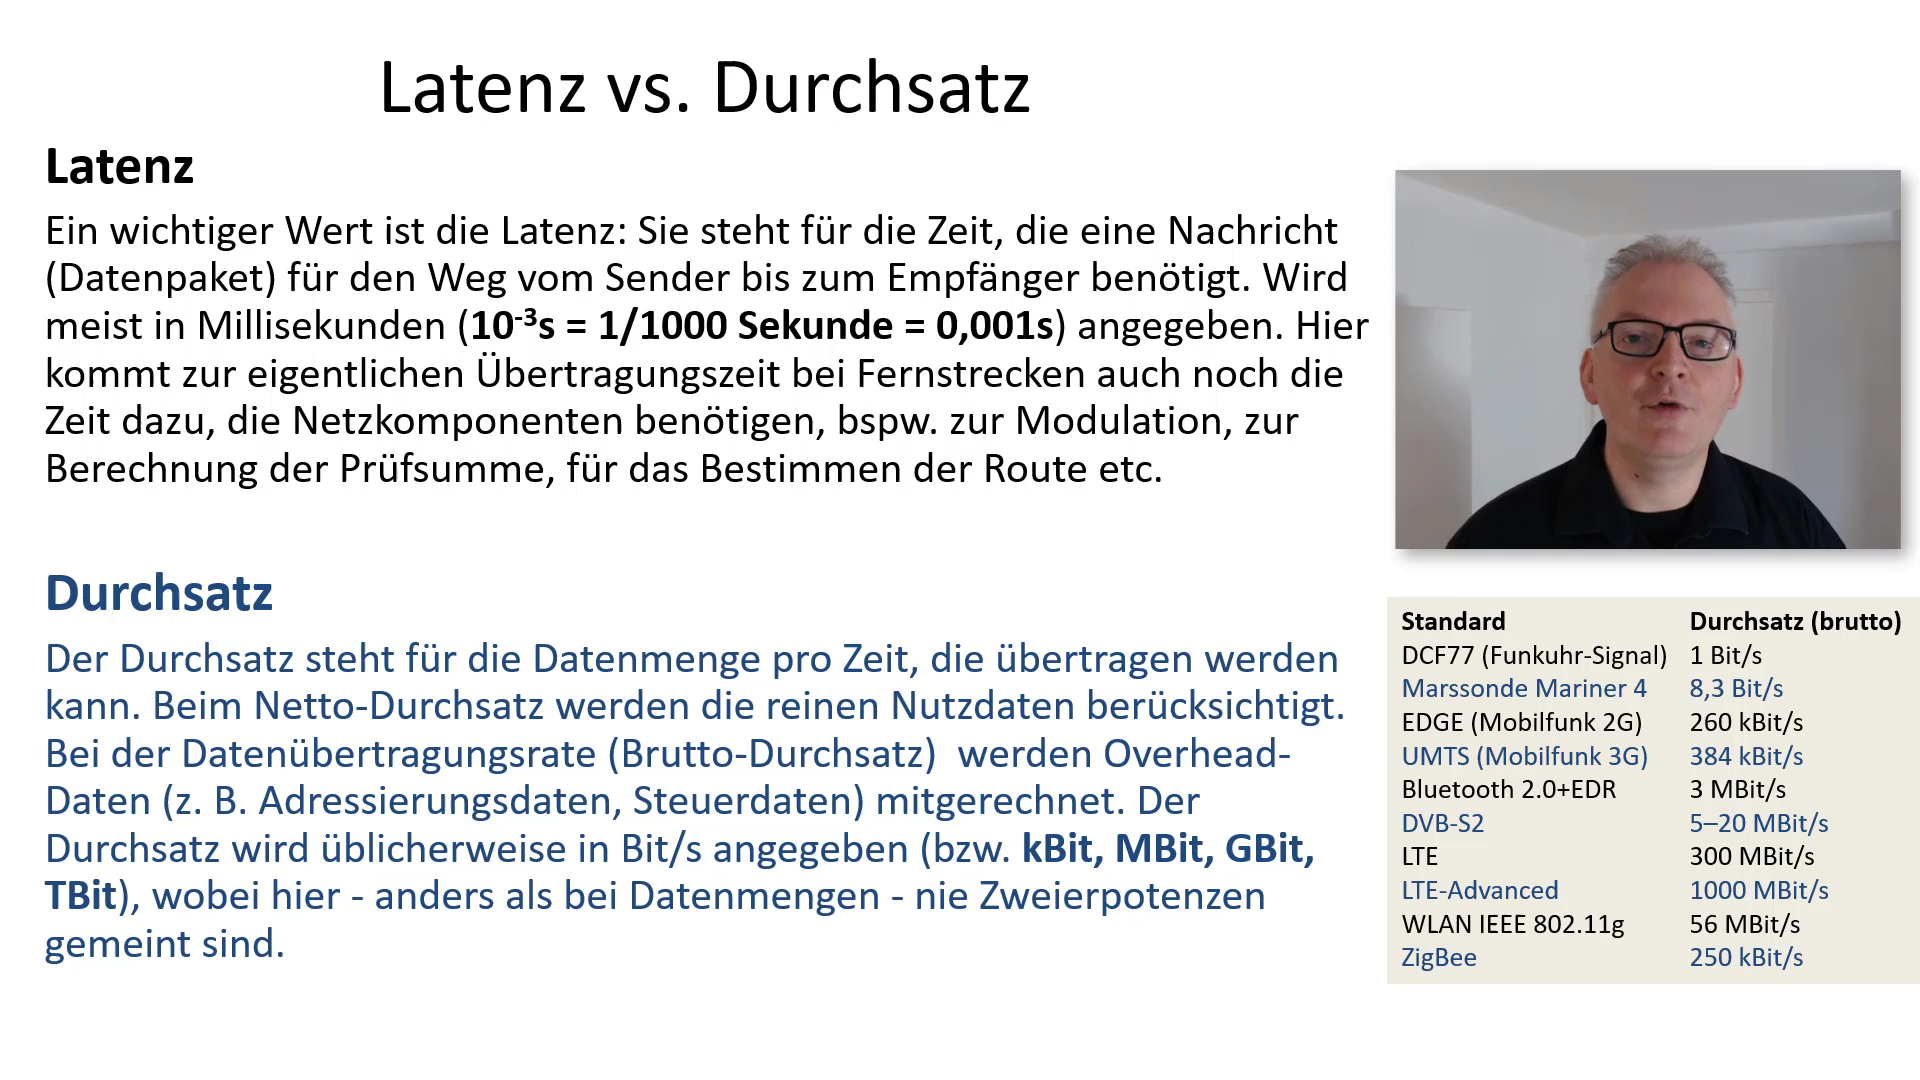 Latenz vs. Durchsatz
Latenz
Ein wichtiger Wert ist die Latenz: Sie steht für die Zeit, die eine Nachricht
(Datenpaket) für den Weg vom Sender bis zum Empfänger benötigt. Wird
meist in Millisekunden (10⁻³s = 1/1000 Sekunde = 0,001s) angegeben. Hier
kommt zur eigentlichen Übertragungszeit bei Fernstrecken auch noch die
Zeit dazu, die Netzkomponenten benötigen, bspw. zur Modulation, zur
Berechnung der Prüfsumme, für das Bestimmen der Route etc.
Durchsatz
Der Durchsatz steht für die Datenmenge pro Zeit, die übertragen werden
kann. Beim Netto-Durchsatz werden die reinen Nutzdaten berücksichtigt.
Bei der Datenübertragungsrate (Brutto-Durchsatz)  werden Overhead-
Daten (z. B. Adressierungsdaten, Steuerdaten) mitgerechnet. Der
Durchsatz wird üblicherweise in Bit/s angegeben (bzw. kBit, MBit, GBit,
TBit), wobei hier - anders als bei Datenmengen - nie Zweierpotenzen
gemeint sind.
Standard Durchsatz (brutto)
DCF77 (Funkuhr-Signal) 1 Bit/s
Marssonde Mariner 4 8,3 Bit/s
EDGE (Mobilfunk 2G) 260 kBit/s
UMTS (Mobilfunk 3G) 384 kBit/s
Bluetooth 2.0+EDR 3 MBit/s
DVB-S2 5–20 MBit/s
LTE 300 MBit/s
LTE-Advanced 1000 MBit/s
WLAN IEEE 802.11g 56 MBit/s
ZigBee 250 kBit/s